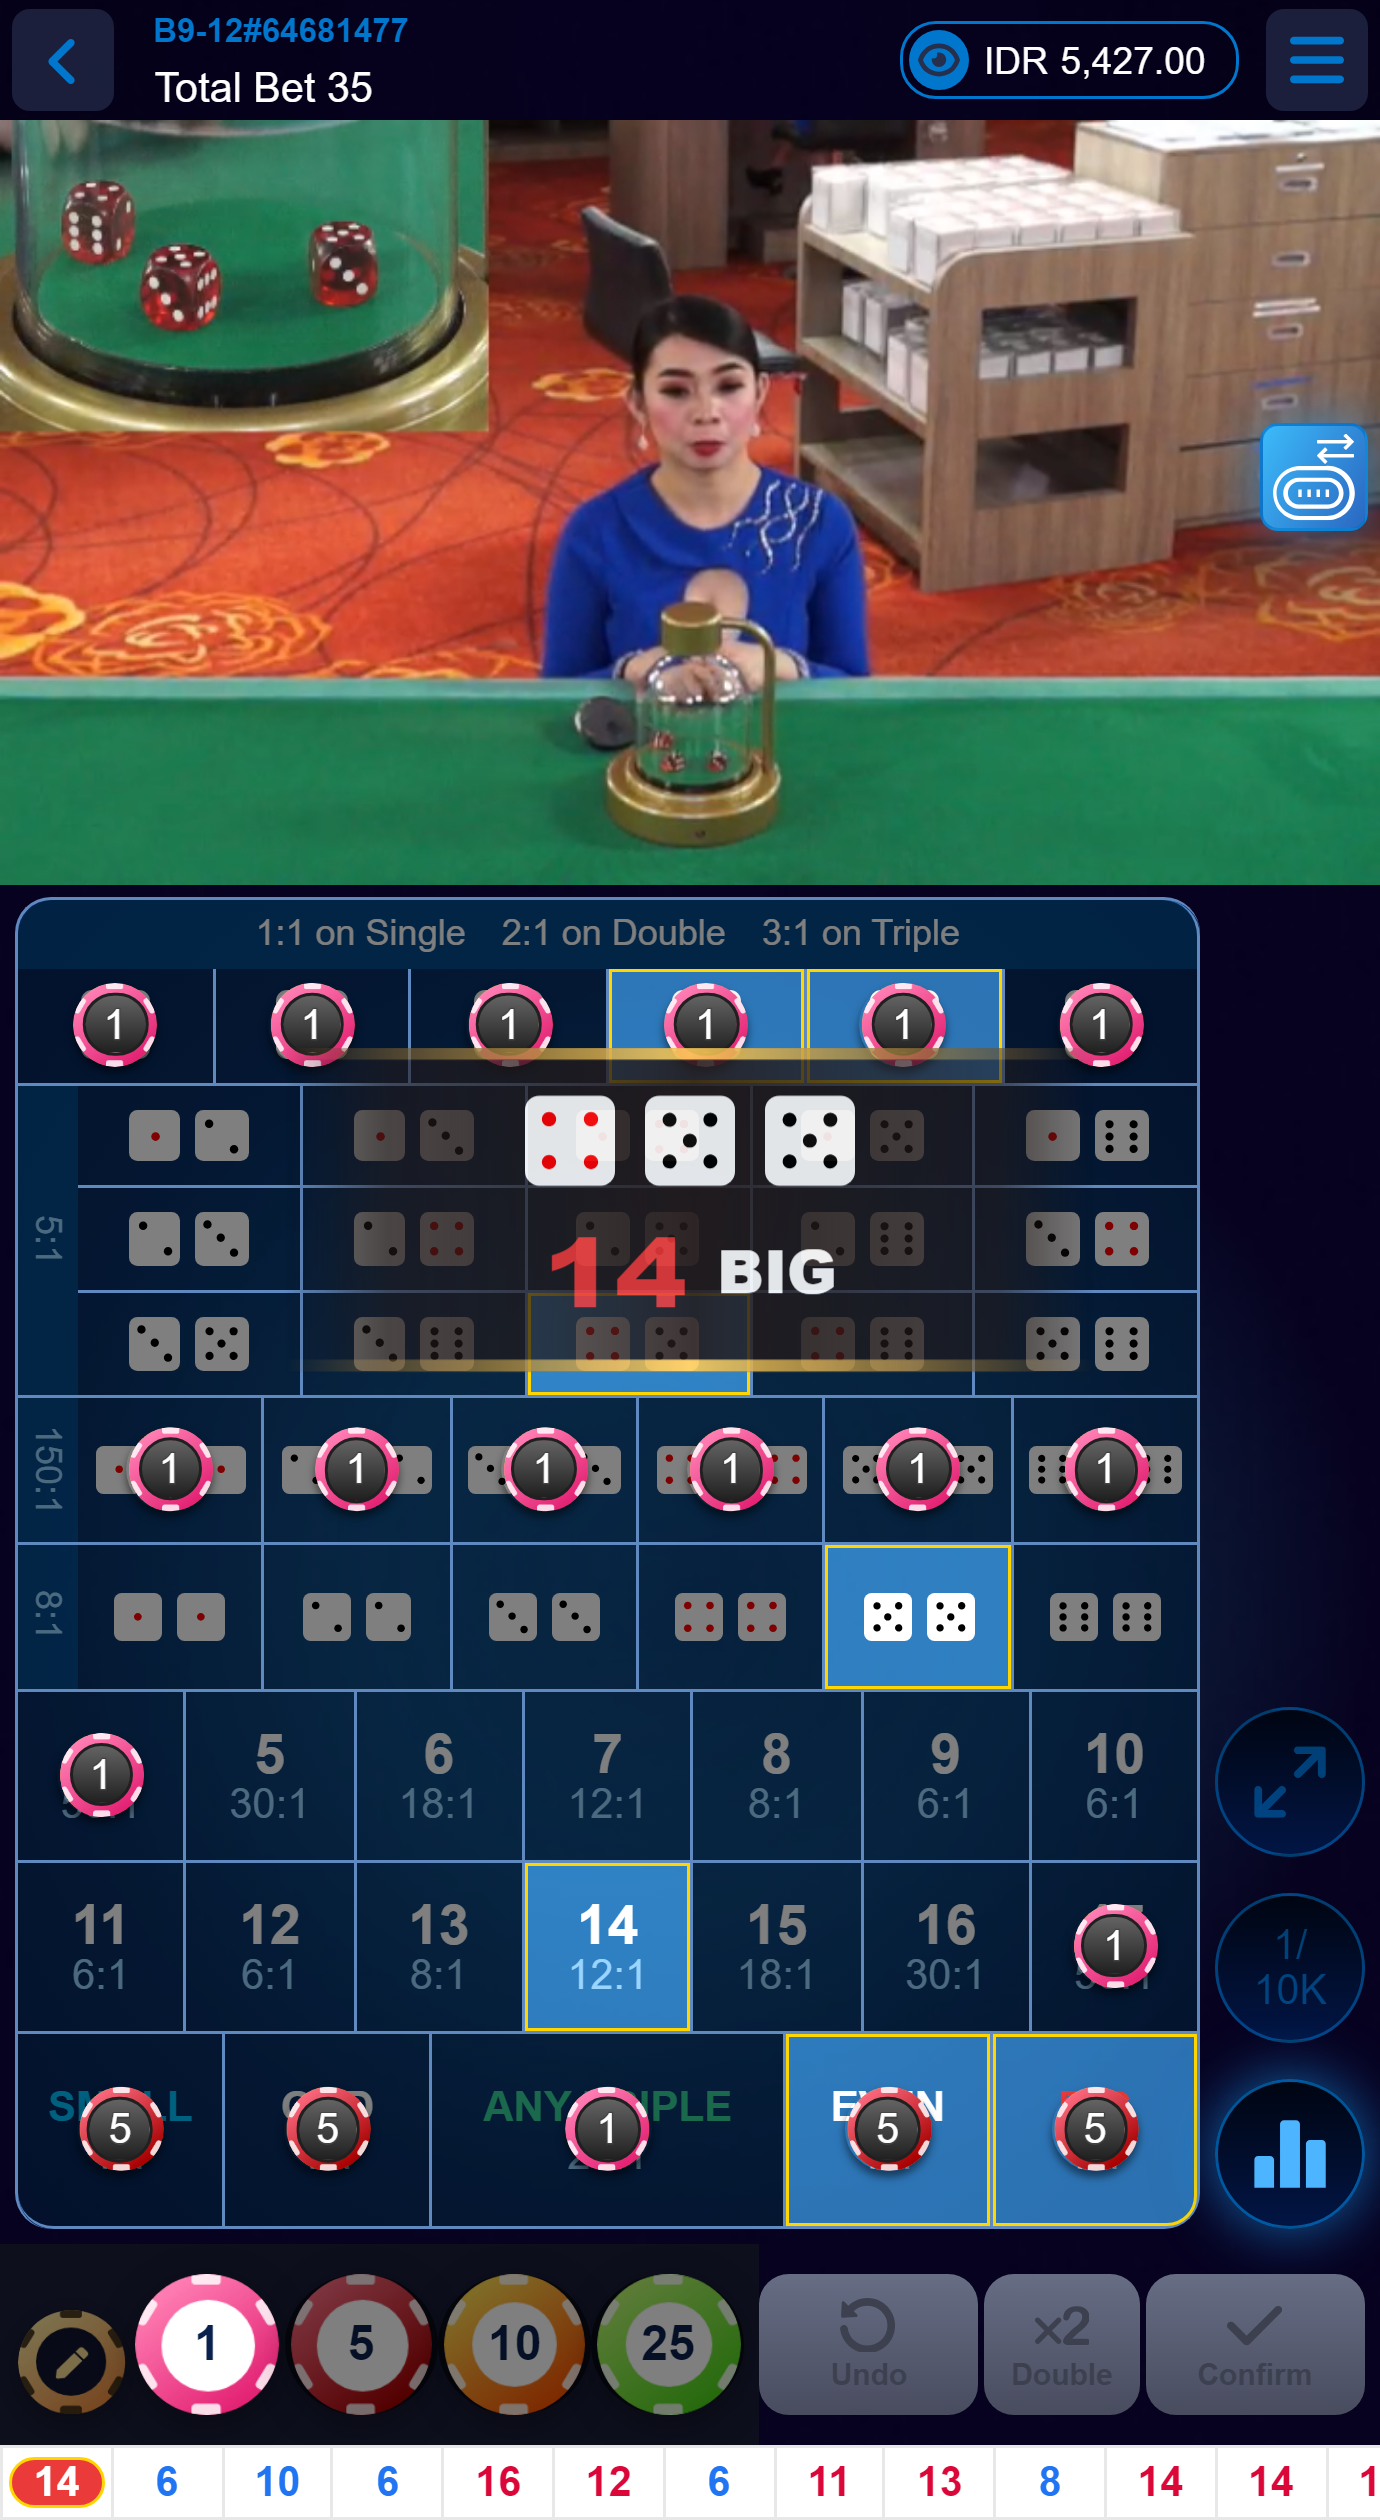 B9-12#64681477
Total Bet 35
IDR 5,427.00
1:1 on Single 2:1 on Double 3:1 on Triple
1 1 1 1 1 1
5:1
14 BIG
150:1
1 1 1 1 1 1
8:1
1 5 6 7 8 9 10
30:1 18:1 12:1 8:1 6:1 6:1
11 12 13 14 15 16 1
6:1 6:1 8:1 12:1 18:1 30:1
1/
10K
ANY
5 5 1 5 5
1 5 10 25
Undo
x2
Double
Confirm
14 6 10 6 16 12 6 11 13 8 14 14